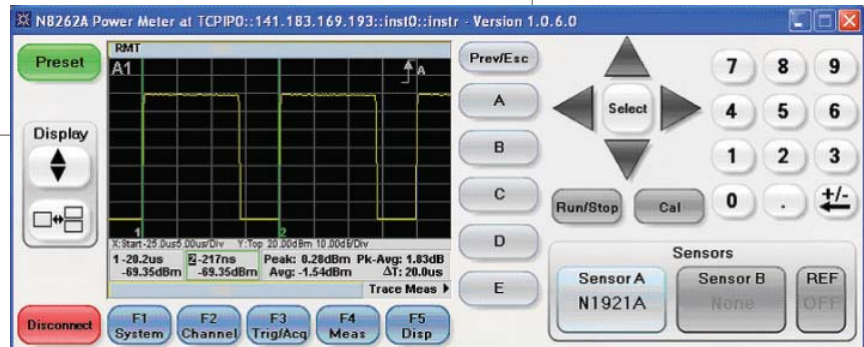 N8262A Power Meter at TCPIP0::141.183.169.193::inst0::instr - Version 1.0.6.0
Preset
Display
Disconnect
RMT
A1
A
1
2
X:Start-25.0us5.00us/Div Y:Top 20.00dBm 10.00dB/Div
1-20.2us 2-217ns Peak: 0.28dBm Pk-Avg: 1.83dB
-69.35dBm -69.35dBm Avg: -1.54dBm ΔT: 20.0us
Trace Meas
F1 System
F2 Channel
F3 Trig/Acq
F4 Meas
F5 Disp
Prev/Esc
A
B
C
D
E
Select
Run/Stop
Cal
7 8 9
4 5 6
1 2 3
0 . +/-
Sensors
Sensor A
N1921A
Sensor B
None
REF
OFF